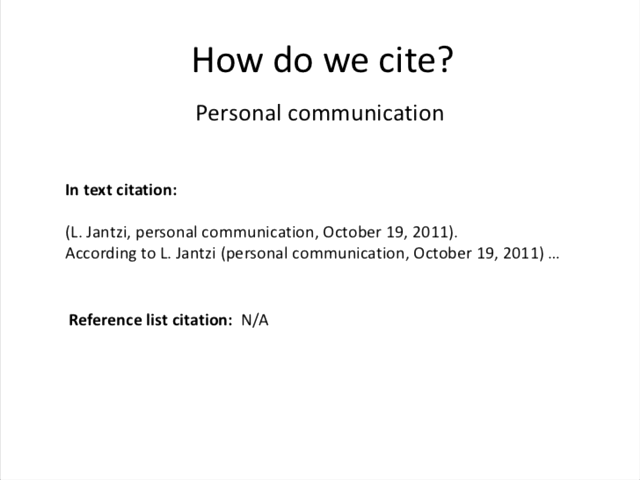 How do we cite?
Personal communication
In text citation:
(L. Jantzi, personal communication, October 19, 2011).
According to L. Jantzi (personal communication, October 19, 2011) …
Reference list citation: N/A